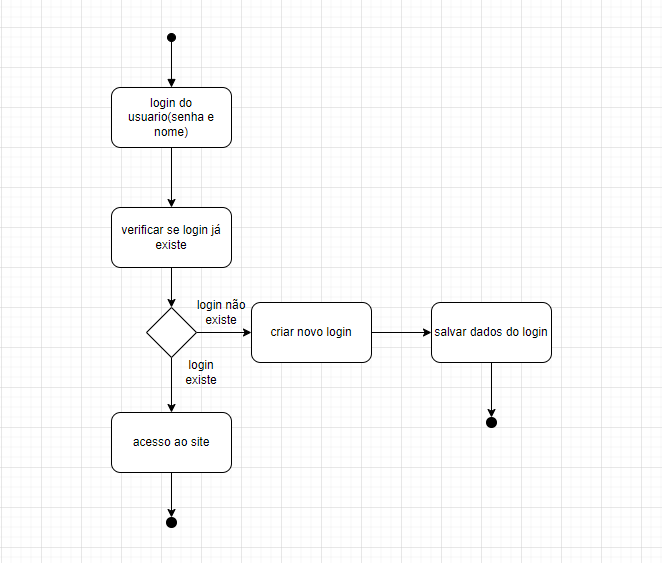 login do
usuario(senha e
nome)
verificar se login já
existe
login não
existe
criar novo login
salvar dados do login
login
existe
acesso ao site